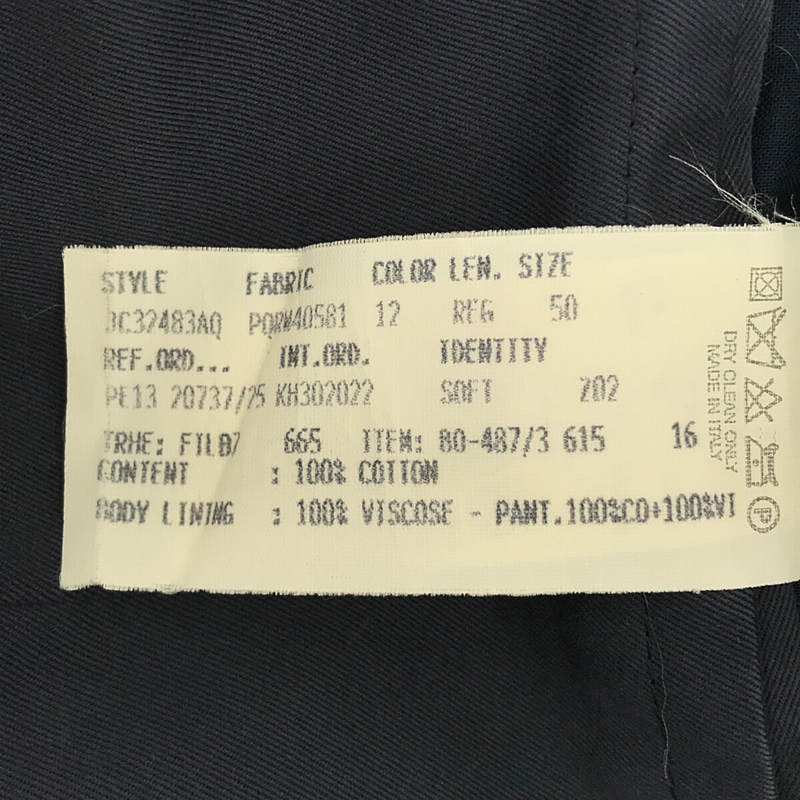 STYLE FABRIC COLOR LEN. SIZE
3C32483AQ PQRW40581 12 REG 50
REF.ORD... INT.ORD. IDENTITY
PE13 20737/25 KH302022 SOFT 202
665 ITEM: 80-487/3 615 16
CONTENT : 100% COTTON
BODY LINING : 100% VISCOSE - PANT.100%CO+100%VI
DRY CLEAN ONLY
MADE IN ITALY
P